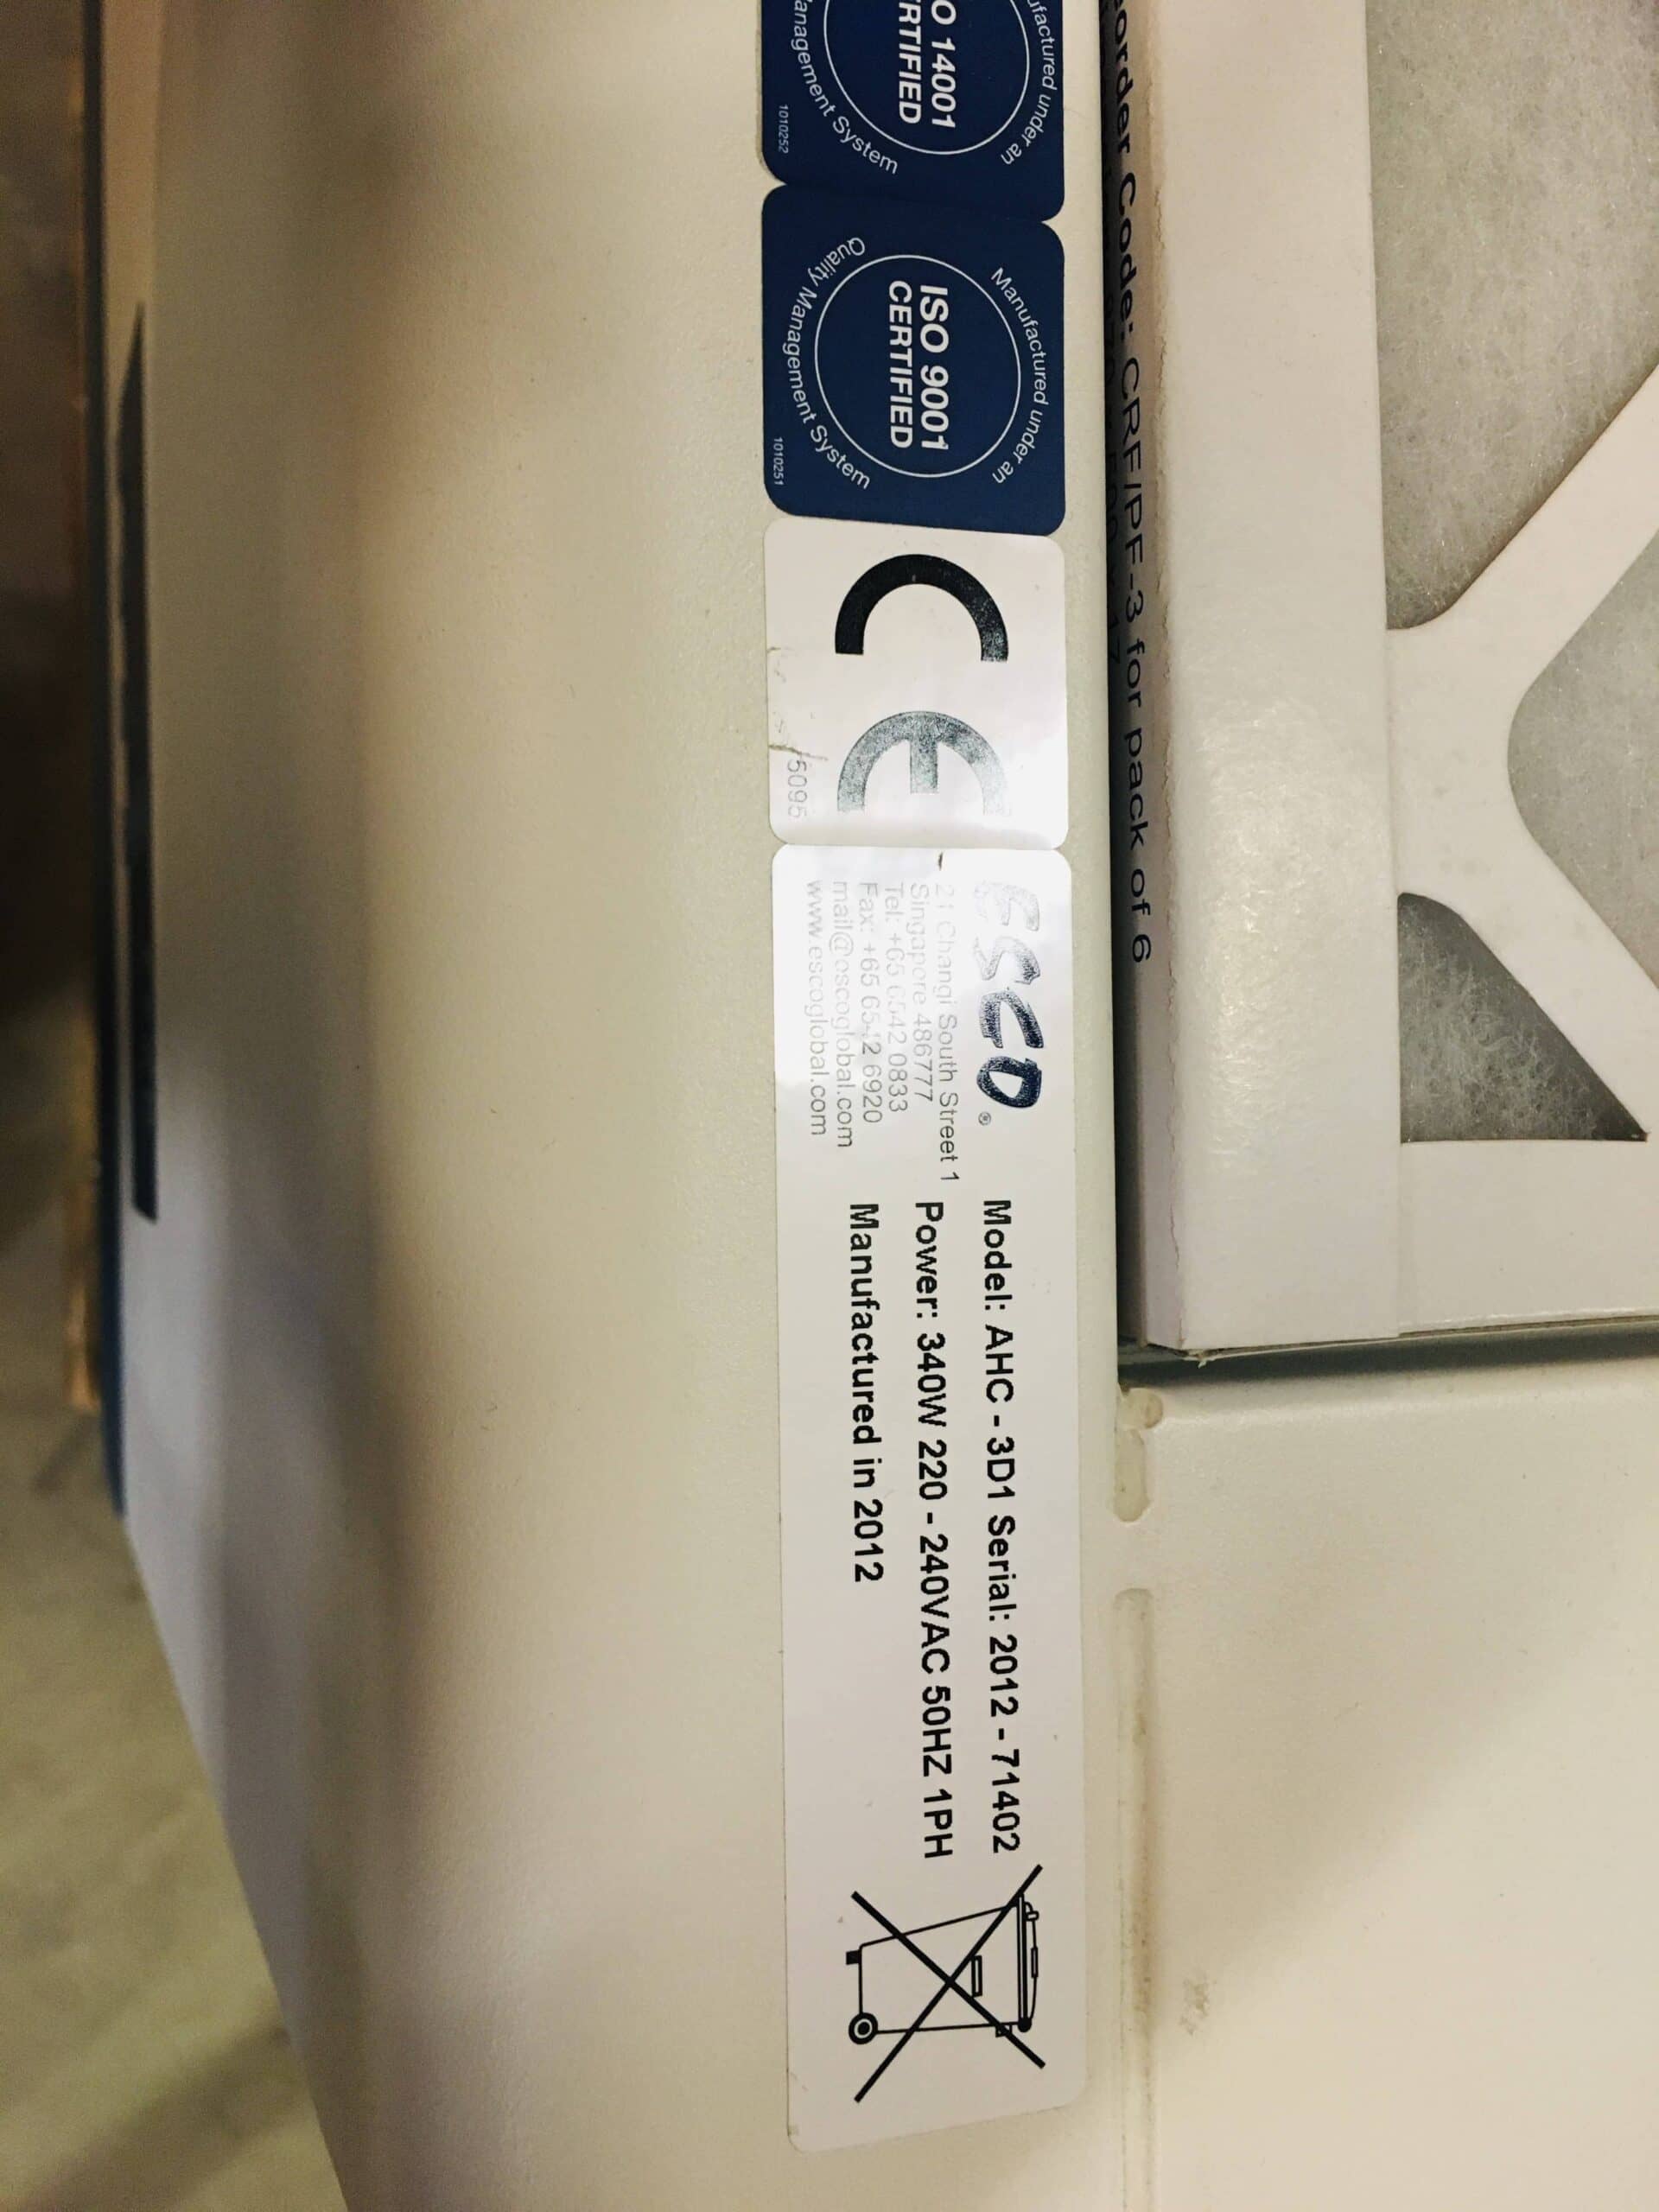 Manufactured under an
ISO 14001
CERTIFIED
Management System
1010252
Manufactured under an
ISO 9001
CERTIFIED
Quality Management System
1010251
CE
5095
ESCO®
21 Changi South Street 1
Singapore 486777
Tel: +65 6542 0833
Fax: +65 6542 6920
mail@escoglobal.com
www.escoglobal.com
Model: AHC - 3D1 Serial: 2012 - 71402
Power: 340W 220 - 240VAC 50HZ 1PH
Manufactured in 2012
Code: CRF/PF-3 for pack of 6